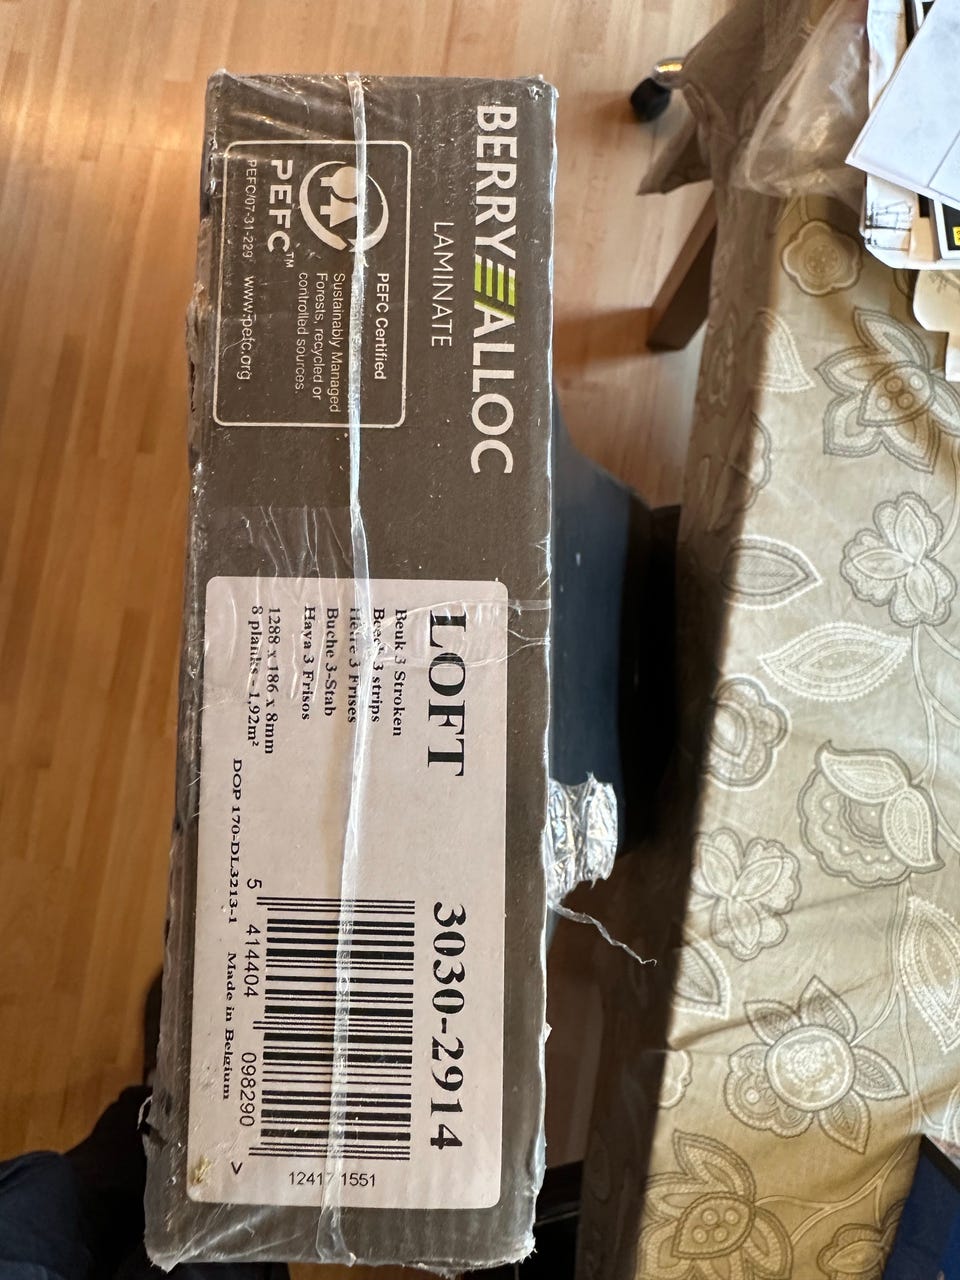 BERRY ALLOC
LAMINATE
PEFC Certified
Sustainably Managed
Forests, recycled or
controlled sources.
PEFC™
PEFC/07-31-229 www.pefc.org
LOFT 3030-2914
Beuk 3 Stroken
Beech 3 strips
Hetre 3 Frises
Buche 3-Stab
Haya 3 Frisos
1288 x 186 x 8mm
8 planks - 1,92m²
DOP 170-DL3213-1 Made in Belgium
5 414404 098290 >
12417 1551